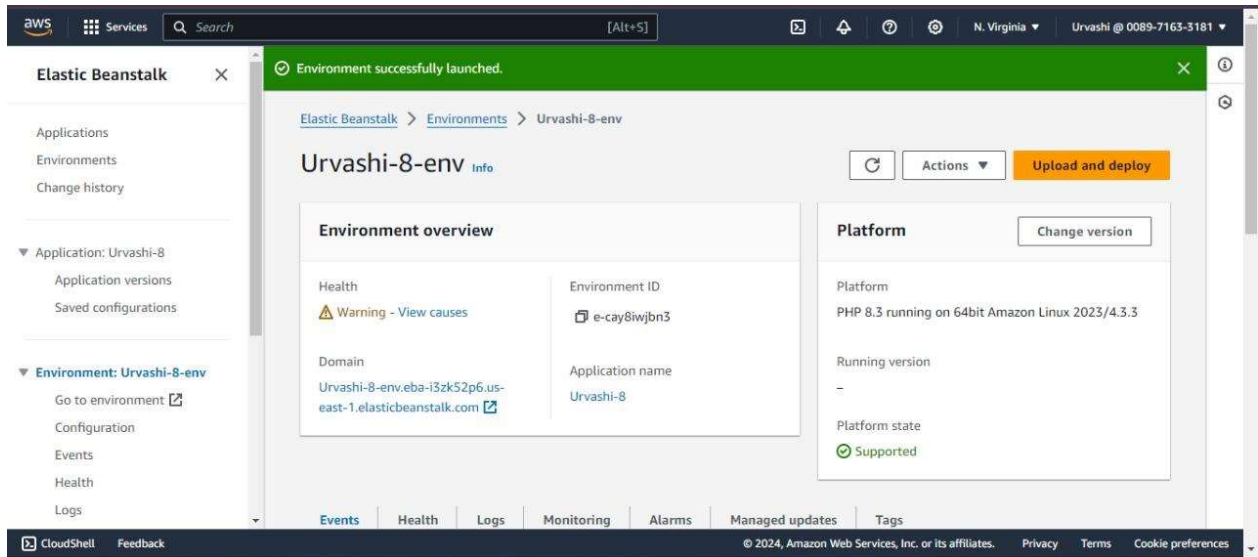 aws Services Search [Alt+S] N. Virginia ▼ Urvashi @ 0089-7163-3181 ▼
Elastic Beanstalk
Applications
Environments
Change history
Application: Urvashi-8
Application versions
Saved configurations
Environment: Urvashi-8-env
Go to environment
Configuration
Events
Health
Logs
Environment successfully launched.
Elastic Beanstalk > Environments > Urvashi-8-env
Urvashi-8-env Info
Actions ▼ Upload and deploy
Environment overview
Health
Warning - View causes
Domain
Urvashi-8-env.eba-i3zk52p6.us-
east-1.elasticbeanstalk.com
Environment ID
e-cay8iwjbn3
Application name
Urvashi-8
Platform Change version
Platform
PHP 8.3 running on 64bit Amazon Linux 2023/4.3.3
Running version
–
Platform state
Supported
Events Health Logs Monitoring Alarms Managed updates Tags
CloudShell Feedback © 2024, Amazon Web Services, Inc. or its affiliates. Privacy Terms Cookie preferences